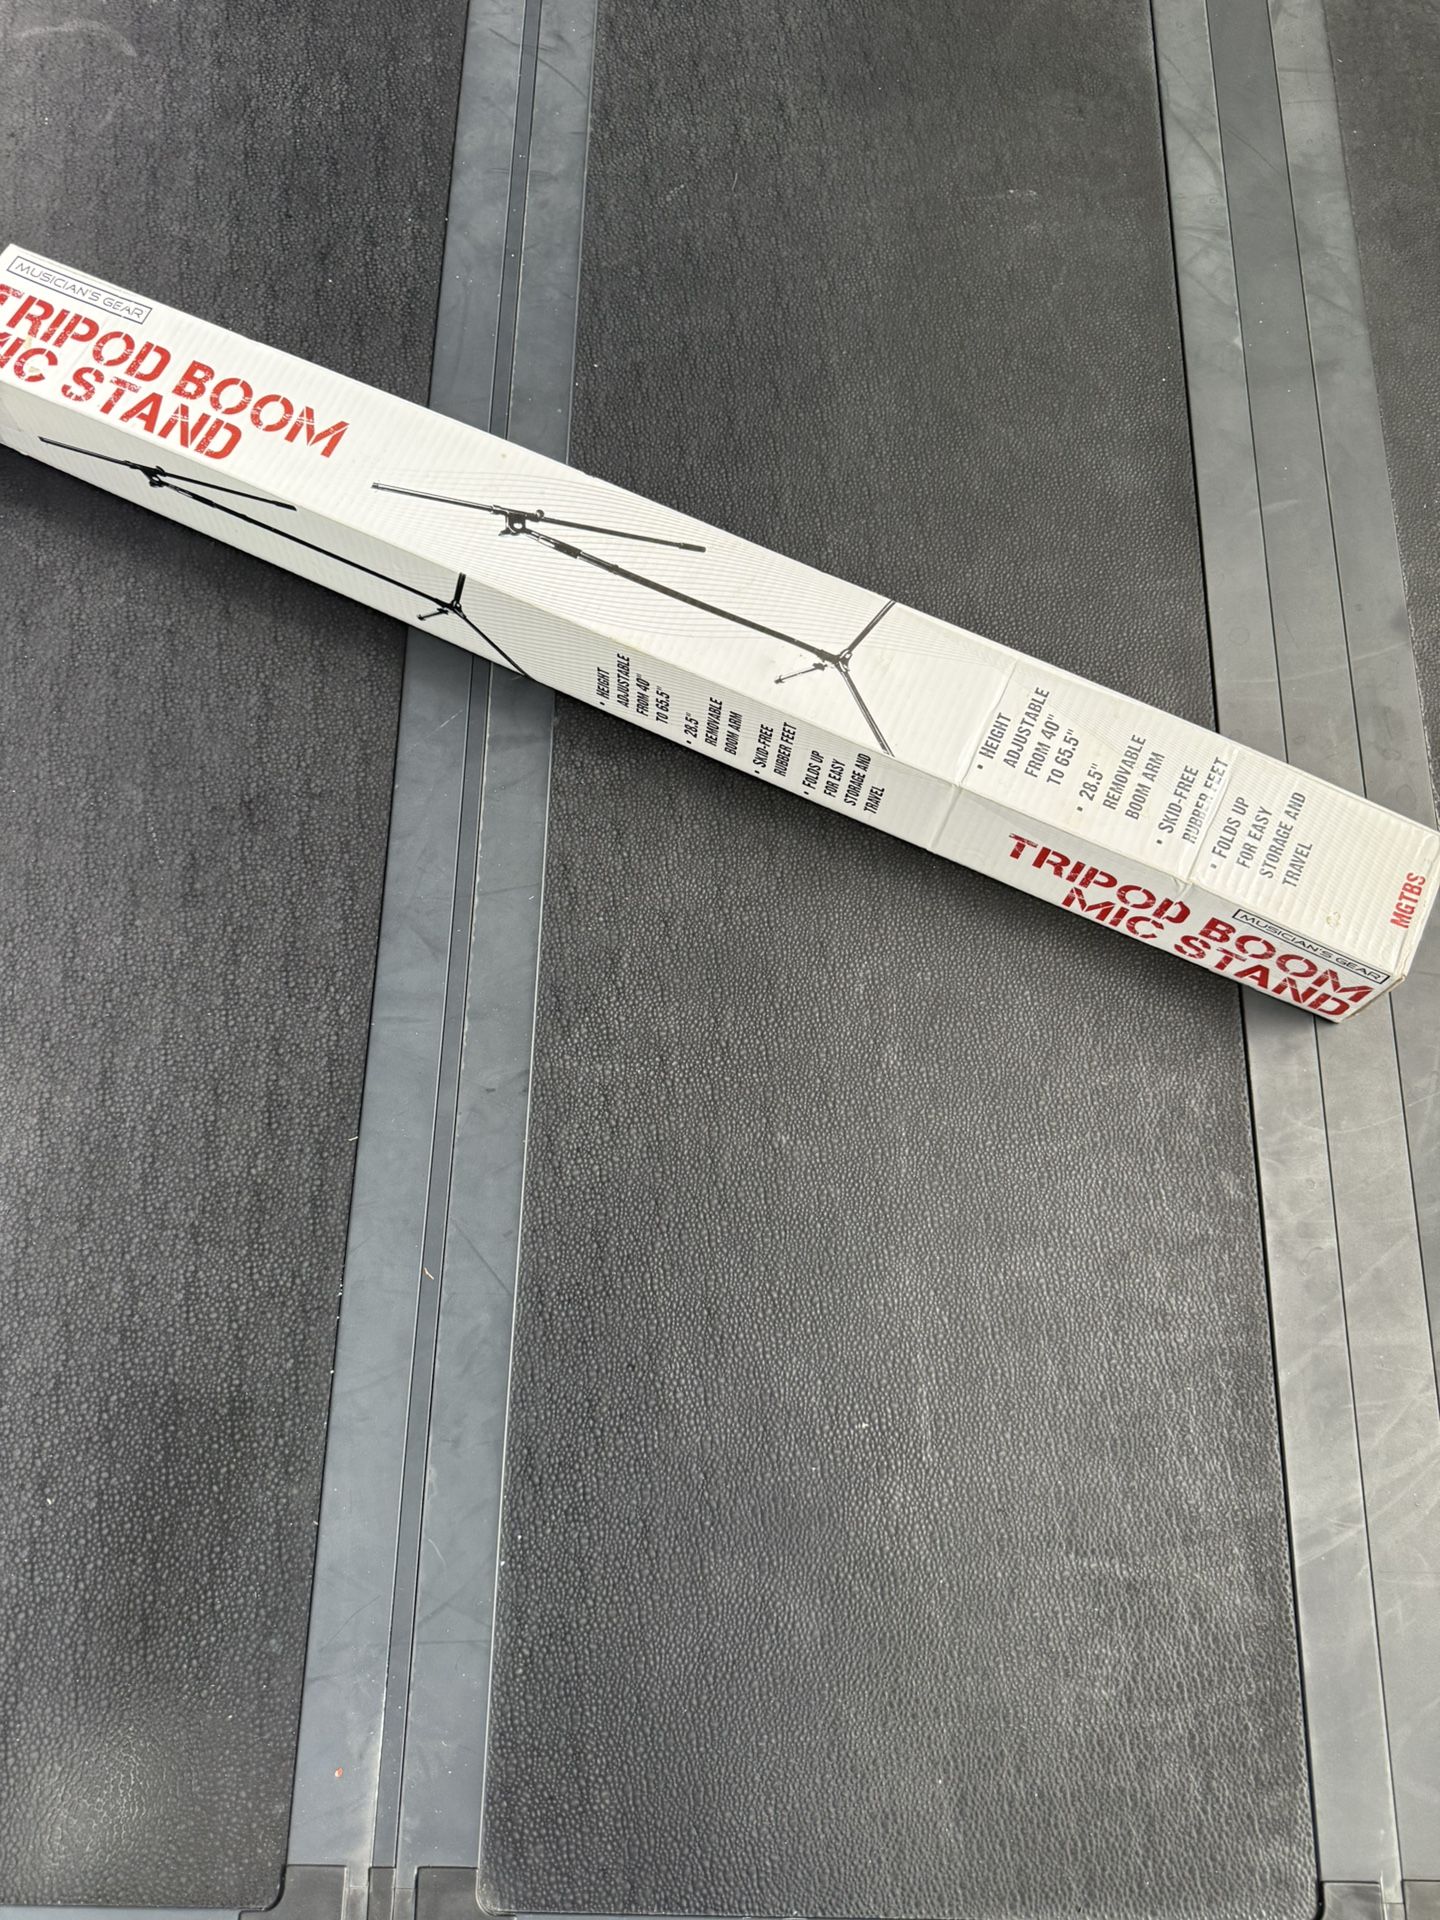 MUSICIAN'S GEAR
TRIPOD BOOM
MIC STAND
• HEIGHT
ADJUSTABLE
FROM 40"
TO 65.5"
• 28.5"
REMOVABLE
BOOM ARM
• SKID-FREE
RUBBER FEET
• FOLDS UP
FOR EASY
STORAGE AND
TRAVEL
MGTBS
• HEIGHT
ADJUSTABLE
FROM 40"
TO 65.5"
• 28.5"
REMOVABLE
BOOM ARM
• SKID-FREE
RUBBER FEET
• FOLDS UP
FOR EASY
STORAGE AND
TRAVEL
MUSICIAN'S GEAR
TRIPOD BOOM
MIC STAND